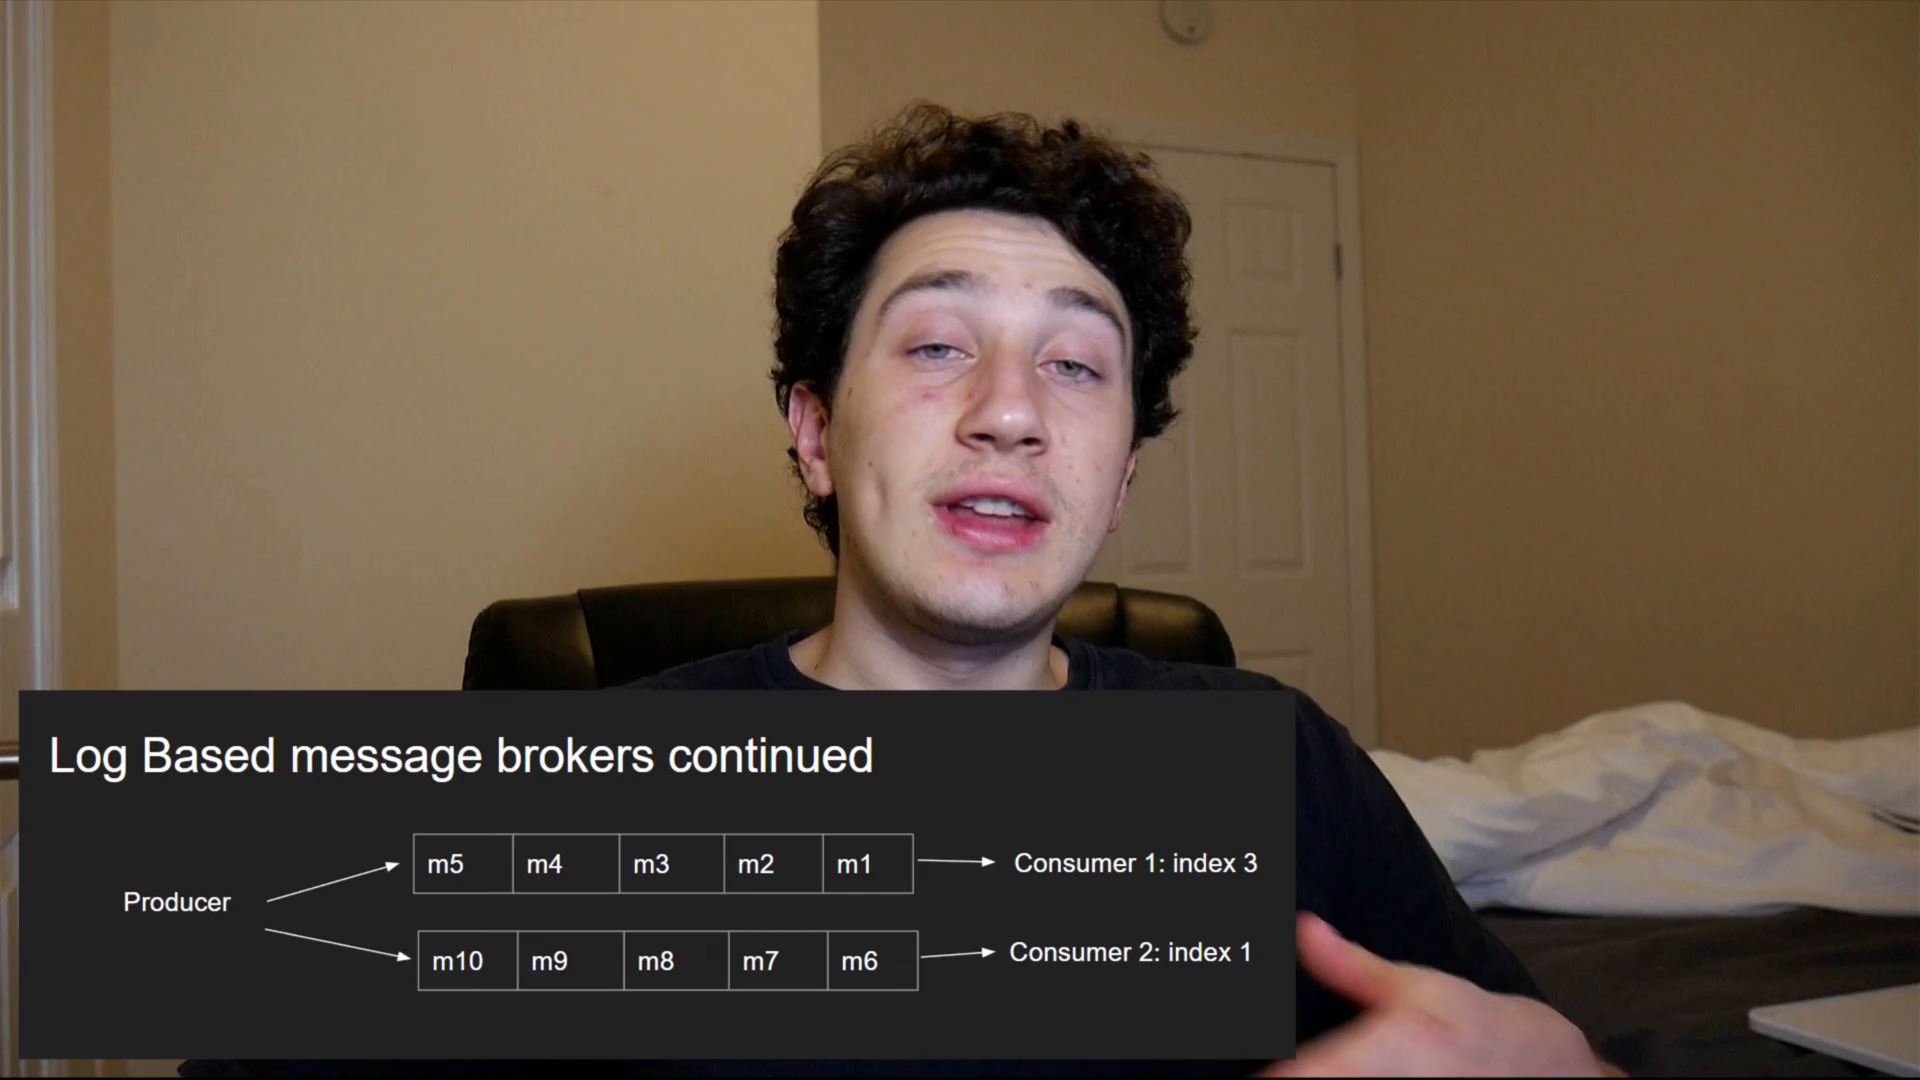 Log Based message brokers continued
m5 m4 m3 m2 m1
Consumer 1: index 3
Producer
m10 m9 m8 m7 m6
Consumer 2: index 1